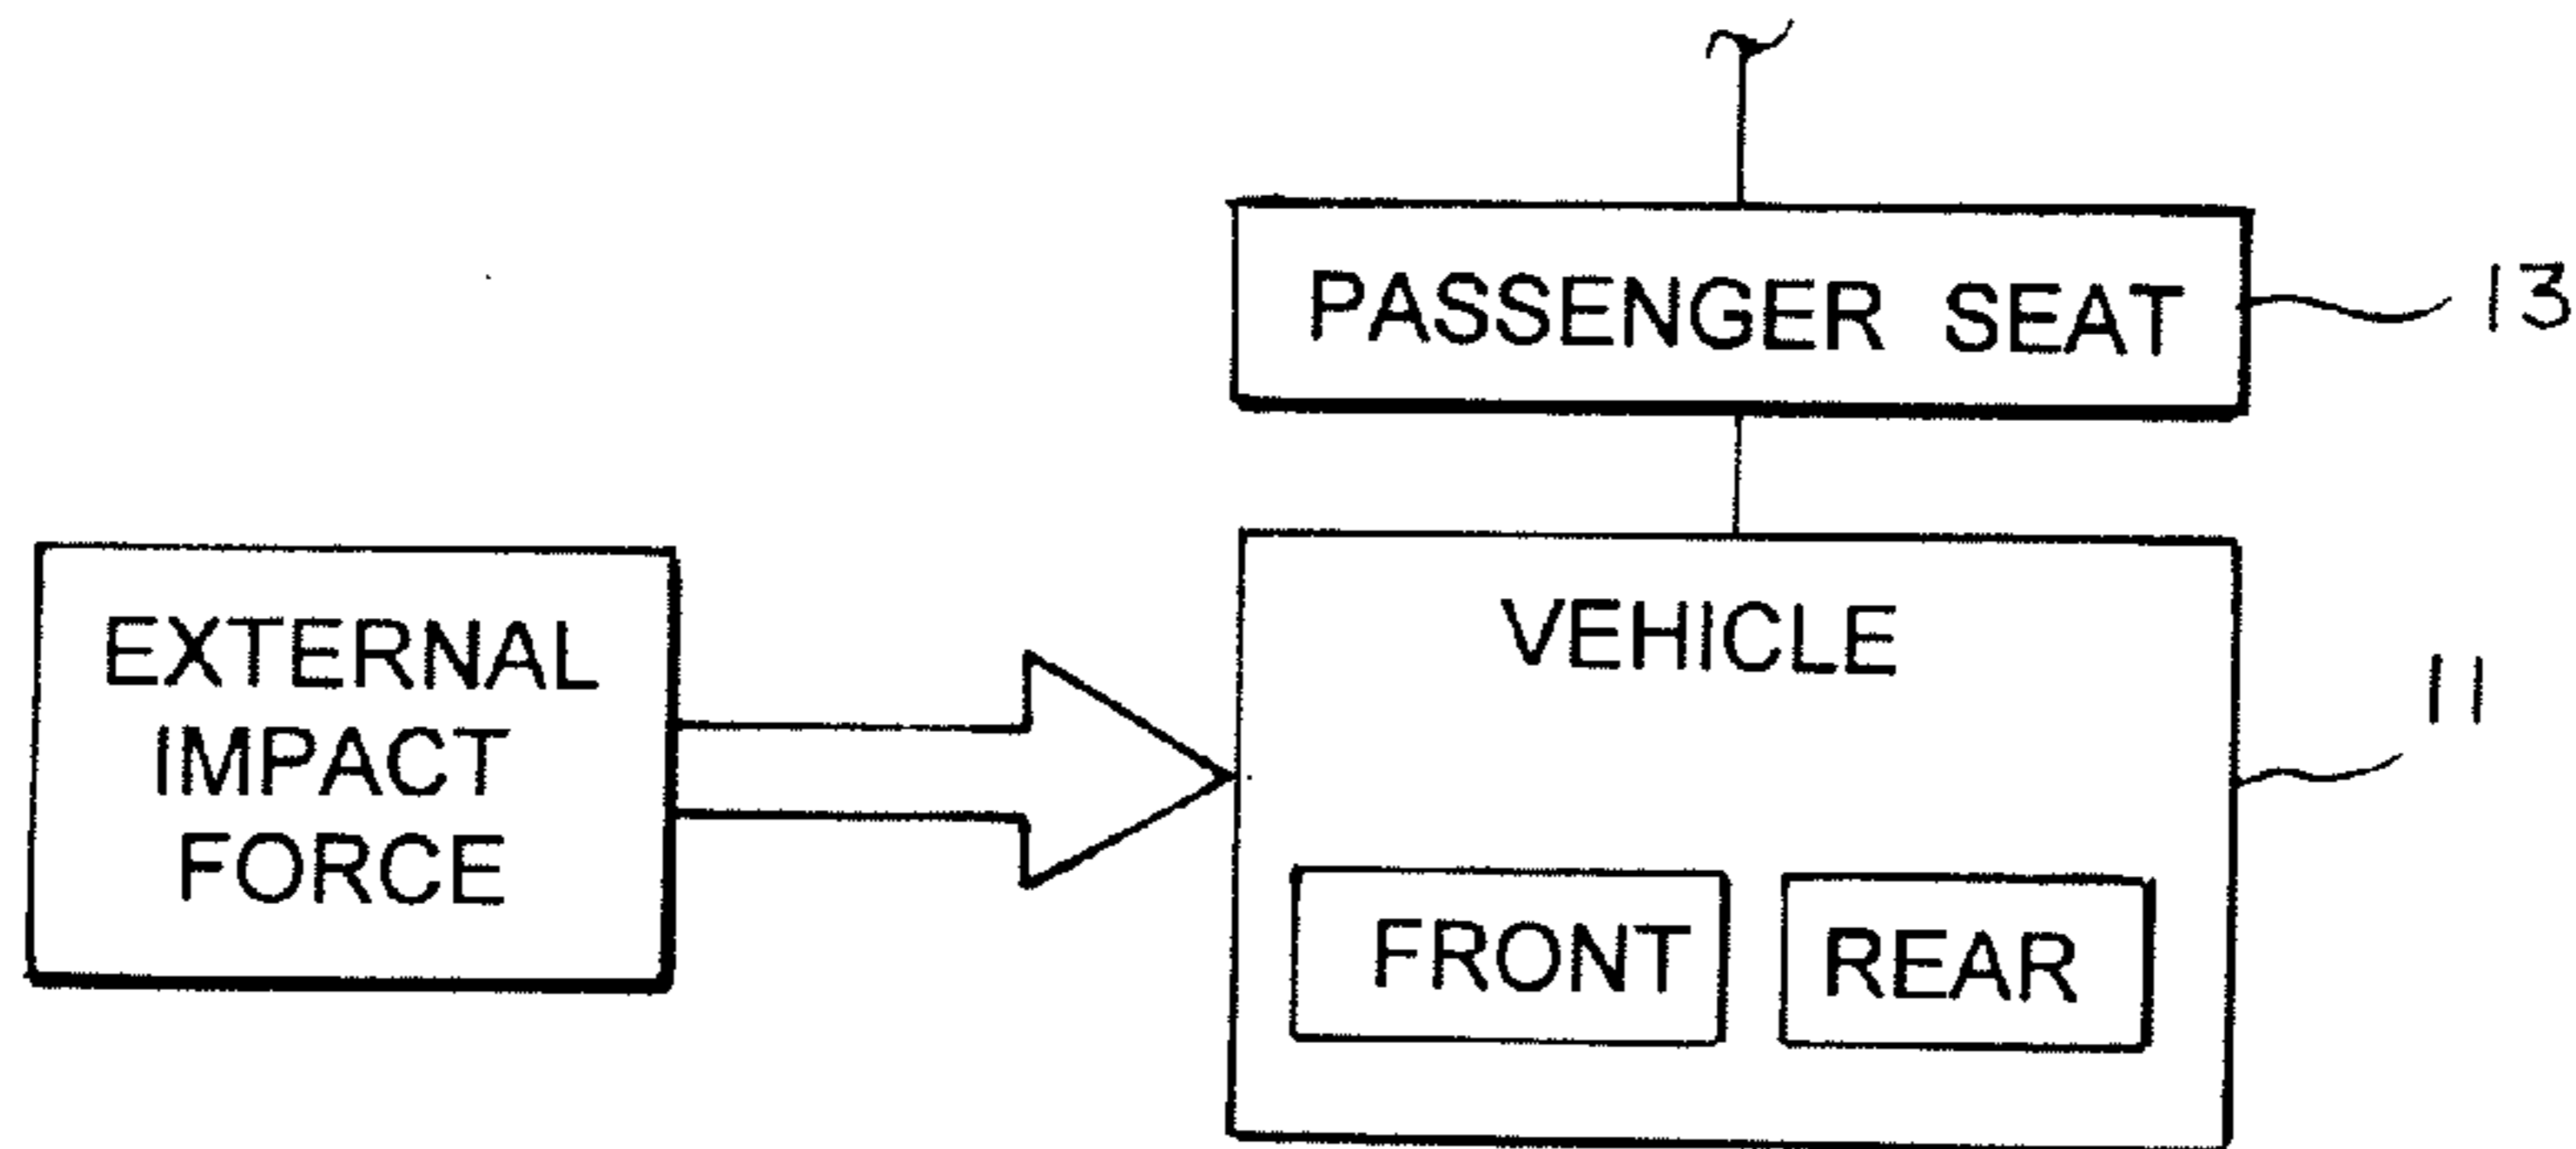 PASSENGER SEAT
13
EXTERNAL
IMPACT
FORCE
VEHICLE
11
FRONT
REAR